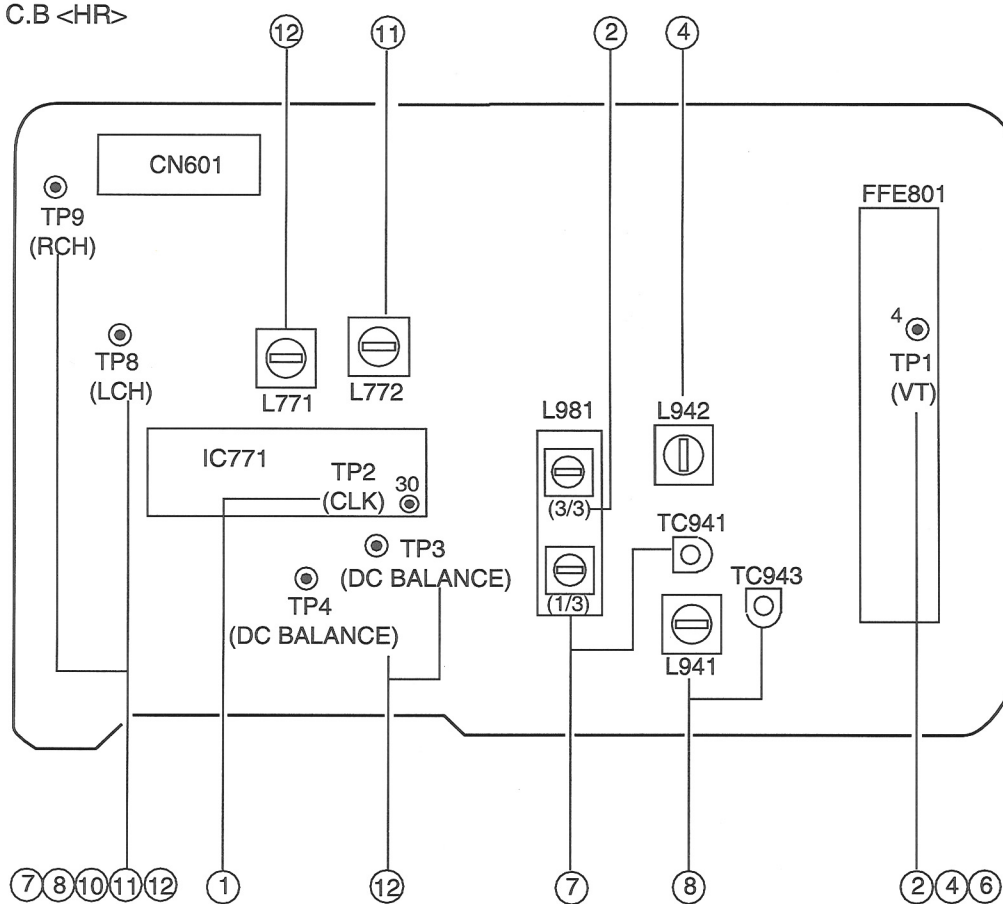 C.B <HR>
⑫ ⑪ ② ④
CN601
FFE801
TP9
(RCH)
4
TP8
(LCH)
TP1
(VT)
L771
L772
L981
L942
IC771
TP2
(CLK)
30
(3/3)
TC941
TP3
(DC BALANCE)
TP4
(DC BALANCE)
TC943
(1/3)
L941
⑦ ⑧ ⑩ ⑪ ⑫ ① ⑫ ⑦ ⑧ ② ④ ⑥